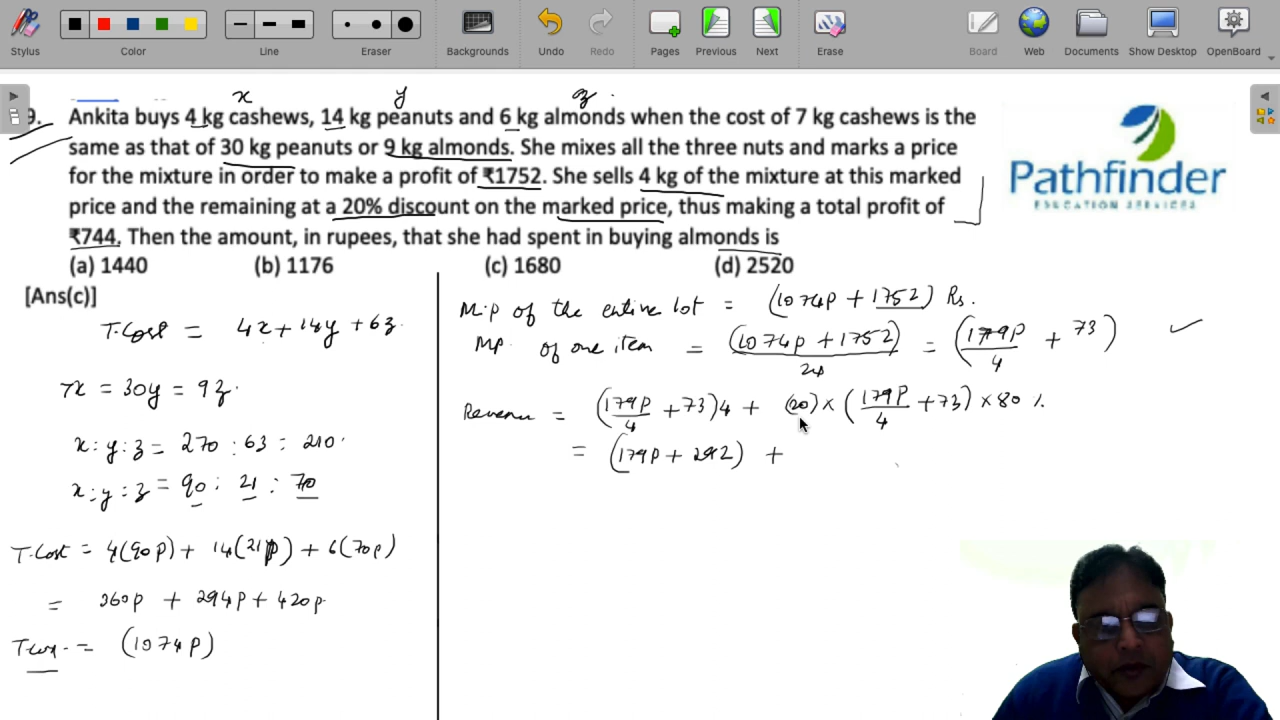 Stylus Color Line Eraser Backgrounds Undo Redo Pages Previous Next Erase Board Web Documents Show Desktop OpenBoard
x y z
9. Ankita buys 4 kg cashews, 14 kg peanuts and 6 kg almonds when the cost of 7 kg cashews is the
same as that of 30 kg peanuts or 9 kg almonds. She mixes all the three nuts and marks a price
for the mixture in order to make a profit of ₹1752. She sells 4 kg of the mixture at this marked
price and the remaining at a 20% discount on the marked price, thus making a total profit of
₹744. Then the amount, in rupees, that she had spent in buying almonds is
(a) 1440 (b) 1176 (c) 1680 (d) 2520
[Ans(c)]
Pathfinder
EDUCATION SERVICES
T.Cost = 4x + 14y + 6z
7x = 30y = 9z
x : y : z = 270 : 63 : 210
x : y : z = 90 : 21 : 70
T.Cost = 4(90p) + 14(21p) + 6(70p)
= 360p + 294p + 420p
= (1074p)
M.p of the entire lot = (1074p + 1752) Rs.
Mp. of one item = (1074p + 1752)/24 = (179p/4 + 73) ✓
Revenue = (179p/4 + 73)4 + (20) × (179p/4 + 73) × 80 %
= (179p + 292) +